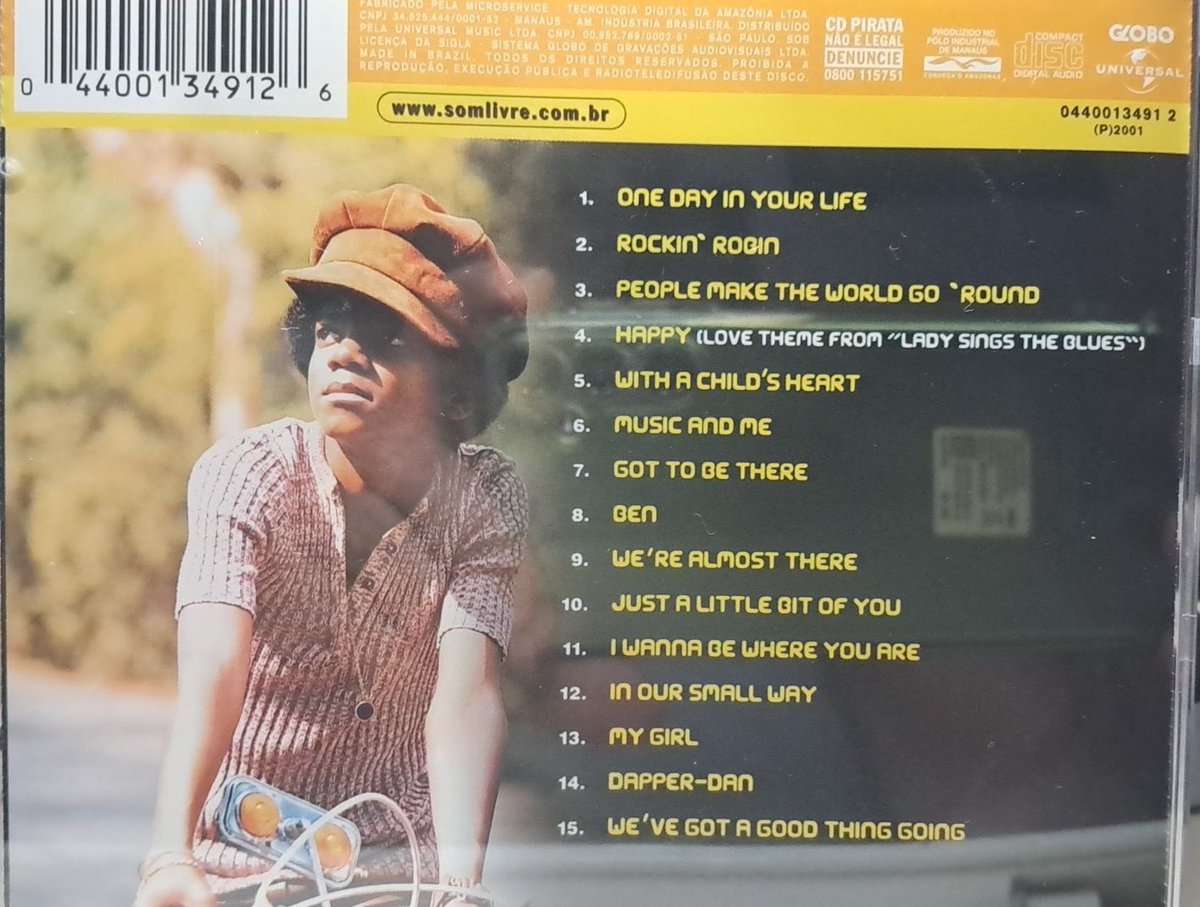 FABRICADO PELA MICROSERVICE - TECNOLOGIA DIGITAL DA AMAZÔNIA LTDA.
CNPJ 34.525.444/0001-63 - MANAUS - AM. INDÚSTRIA BRASILEIRA. DISTRIBUIDO
PELA UNIVERSAL MUSIC LTDA. CNPJ 00.952.789/0002-61 - SÃO PAULO. SOB
LICENÇA DA SIGLA - SISTEMA GLOBO DE GRAVAÇÕES AUDIOVISUAIS LTDA.
MADE IN BRAZIL. TODOS OS DIREITOS RESERVADOS. PROIBIDA A
REPRODUÇÃO, EXECUÇÃO PÚBLICA E RADIOTELEDIFUSÃO DESTE DISCO.
CD PIRATA
NÃO É LEGAL
DENUNCIE
0800 115751
PRODUZIDO NO
PÓLO INDUSTRIAL
DE MANAUS
CONHEÇA O AMAZONAS
COMPACT
disc
DIGITAL AUDIO
GLOBO
UNIVERSAL
0 44001 34912 6
www.somlivre.com.br
0440013491 2
(P)2001
1. ONE DAY IN YOUR LIFE
2. ROCKIN` ROBIN
3. PEOPLE MAKE THE WORLD GO `ROUND
4. HAPPY (LOVE THEME FROM "LADY SINGS THE BLUES")
5. WITH A CHILD'S HEART
6. MUSIC AND ME
7. GOT TO BE THERE
8. BEN
9. WE'RE ALMOST THERE
10. JUST A LITTLE BIT OF YOU
11. I WANNA BE WHERE YOU ARE
12. IN OUR SMALL WAY
13. MY GIRL
14. DAPPER-DAN
15. WE'VE GOT A GOOD THING GOING